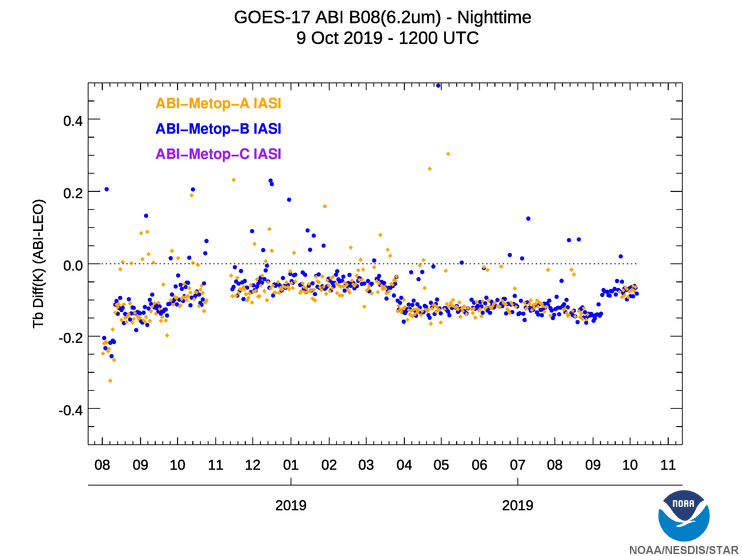 GOES-17 ABI B08(6.2um) - Nighttime
9 Oct 2019 - 1200 UTC
ABI-Metop-A IASI
ABI-Metop-B IASI
ABI-Metop-C IASI
Tb Diff(K) (ABI-LEO)
0.4
0.2
0.0
-0.2
-0.4
08 09 10 11 12 01 02 03 04 05 06 07 08 09 10 11
2019 2019
NOAA
NOAA/NESDIS/STAR